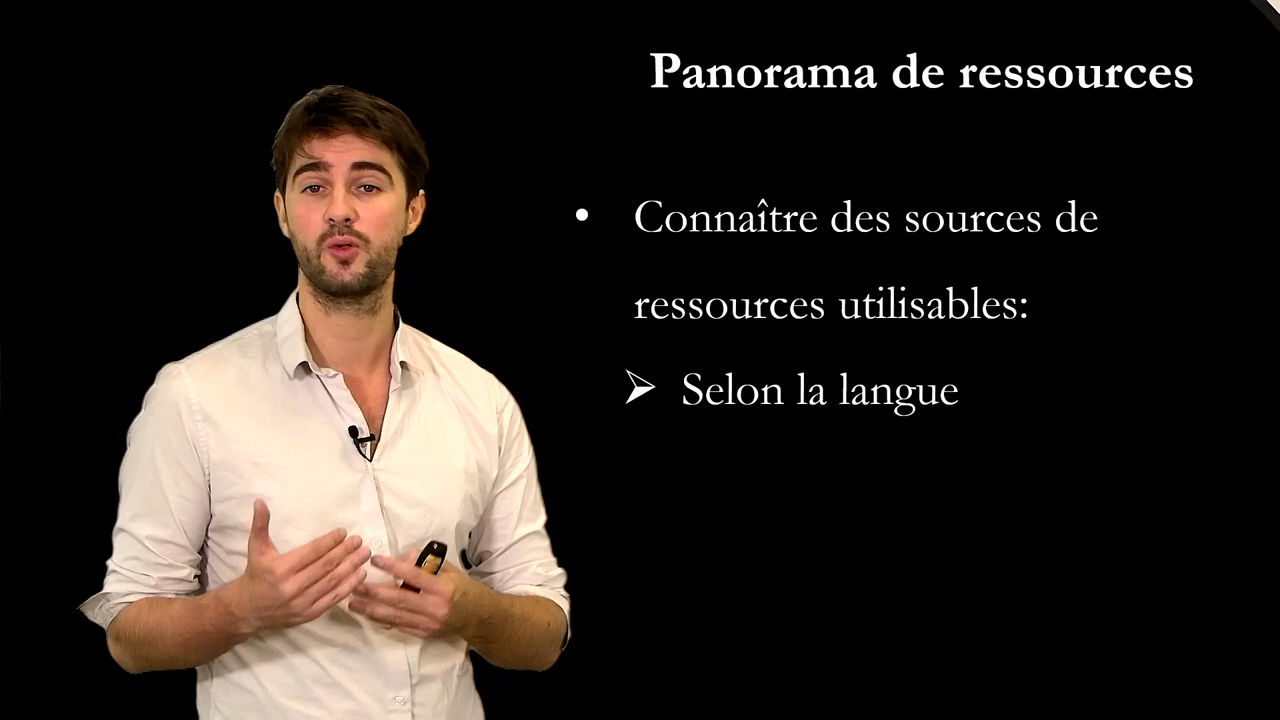 Panorama de ressources
• Connaître des sources de
ressources utilisables:
➢ Selon la langue